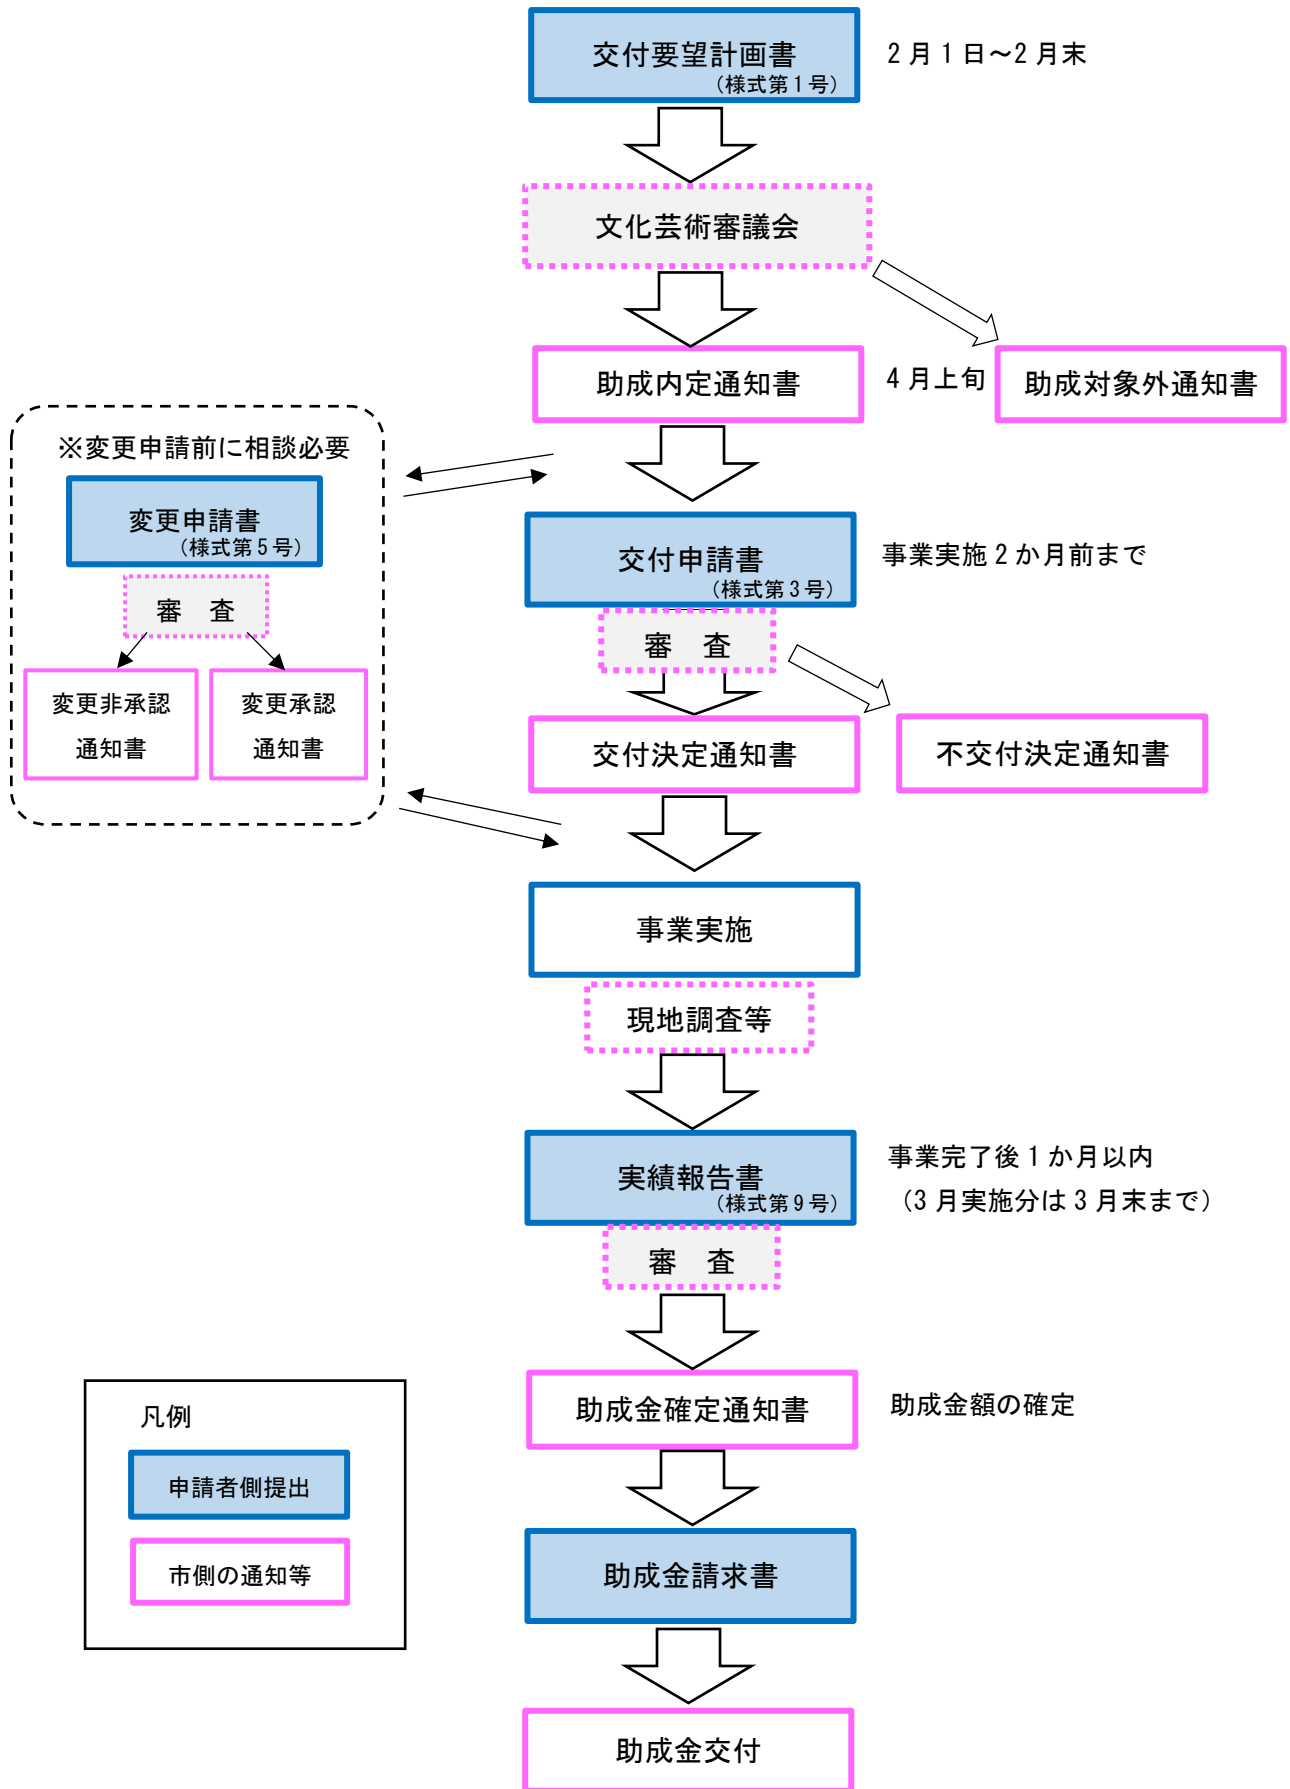 交付要望計画書
（様式第1号）
2月1日～2月末
文化芸術審議会
助成内定通知書
4月上旬
助成対象外通知書
※変更申請前に相談必要
変更申請書
（様式第5号）
審　査
変更非承認
通知書
変更承認
通知書
交付申請書
（様式第3号）
事業実施2か月前まで
審　査
交付決定通知書
不交付決定通知書
事業実施
現地調査等
実績報告書
（様式第9号）
事業完了後1か月以内
（3月実施分は3月末まで）
審　査
助成金確定通知書
助成金額の確定
凡例
申請者側提出
市側の通知等
助成金請求書
助成金交付